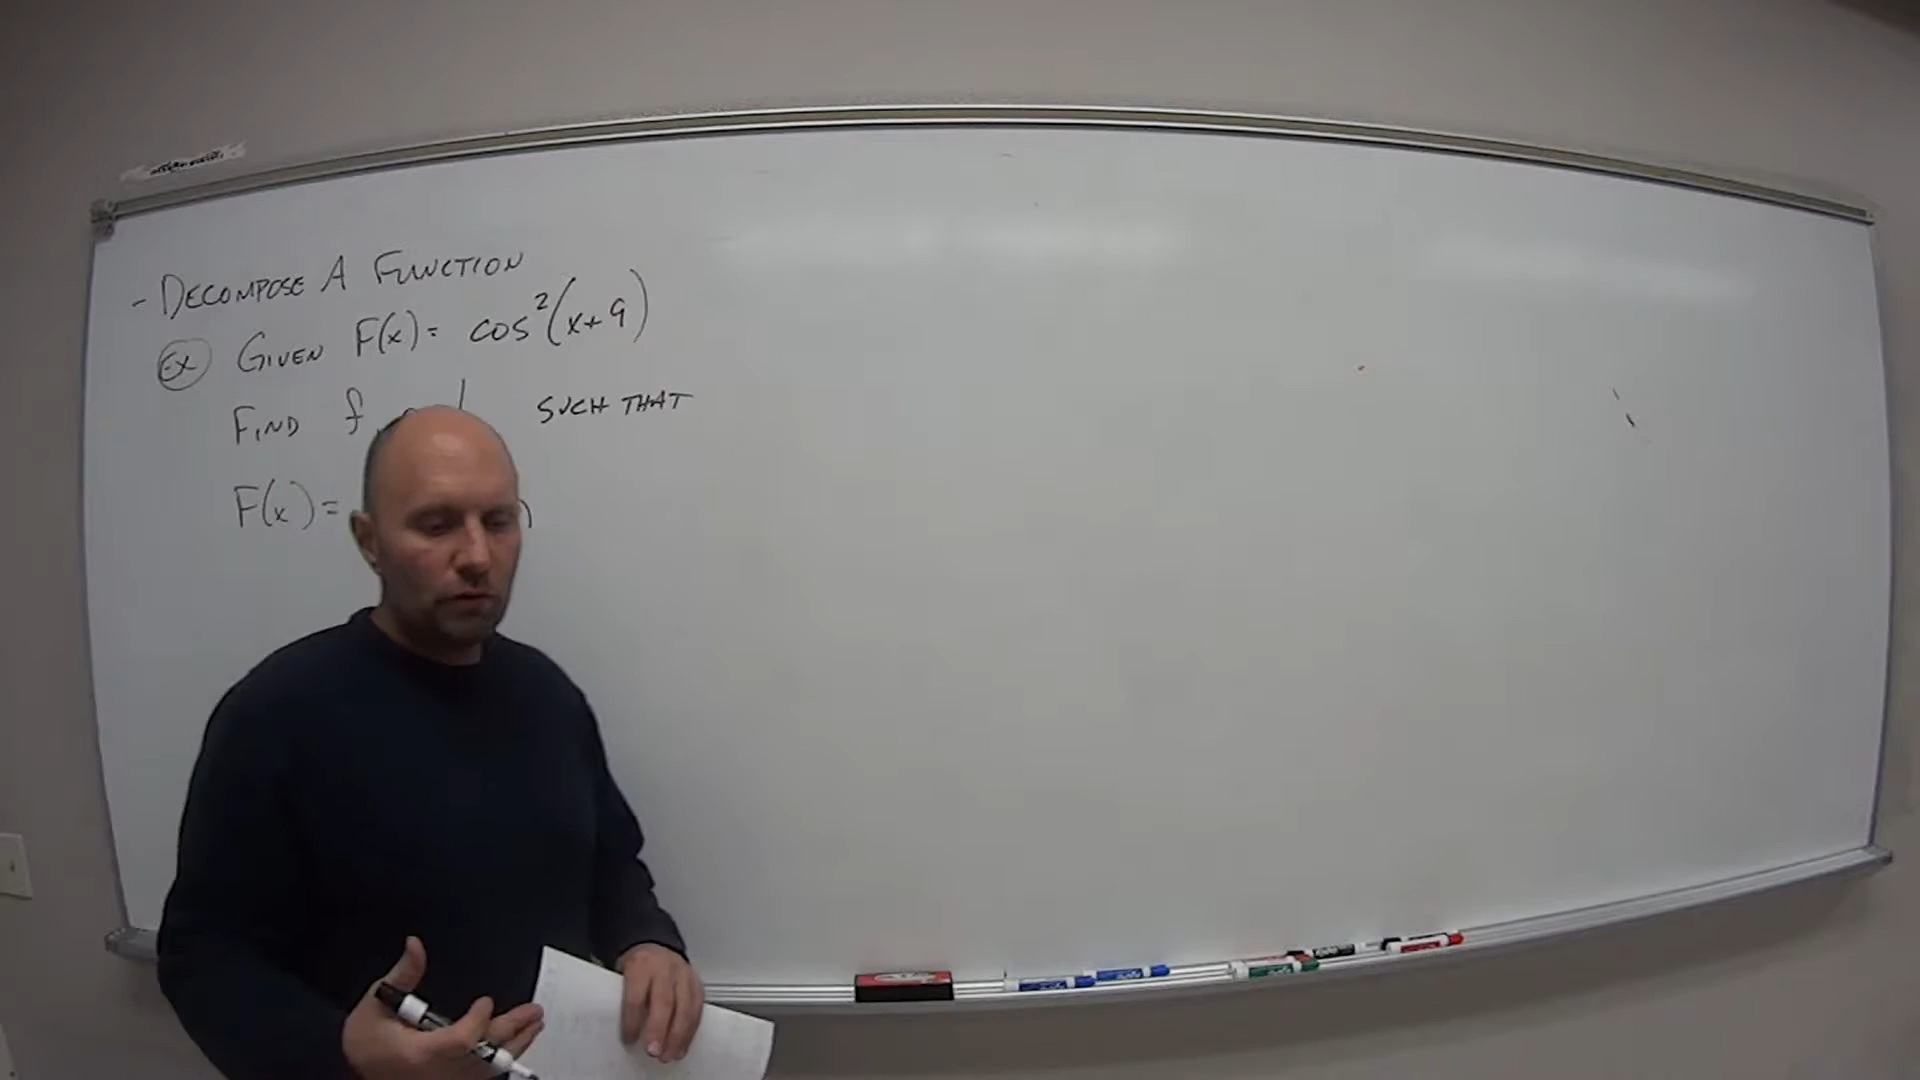 - DECOMPOSE A FUNCTION
Ex GIVEN F(x) = cos²(x+9)
FIND f, SUCH THAT
F(x) =